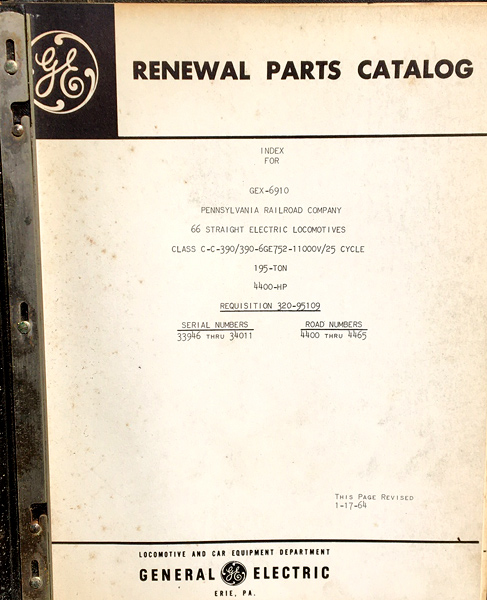 GE
RENEWAL PARTS CATALOG
INDEX
FOR
GEX-6910
PENNSYLVANIA RAILROAD COMPANY
66 STRAIGHT ELECTRIC LOCOMOTIVES
CLASS C-C-390/390-6GE752-11000V/25 CYCLE
195-TON
4400-HP
REQUISITION 320-95109
SERIAL NUMBERS ROAD NUMBERS
33946 THRU 34011 4400 THRU 4465
THIS PAGE REVISED
1-17-64
LOCOMOTIVE AND CAR EQUIPMENT DEPARTMENT
GENERAL GE ELECTRIC
ERIE, PA.